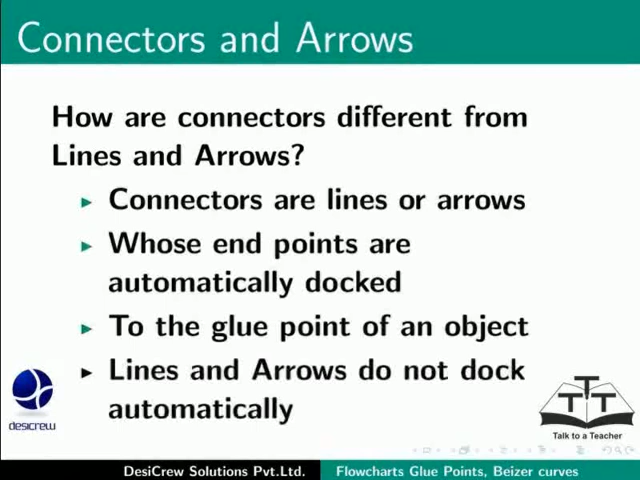 Connectors and Arrows
How are connectors different from
Lines and Arrows?
Connectors are lines or arrows
Whose end points are
automatically docked
To the glue point of an object
Lines and Arrows do not dock
automatically
desicrew
TTT
Talk to a Teacher
DesiCrew Solutions Pvt.Ltd. Flowcharts Glue Points, Beizer curves